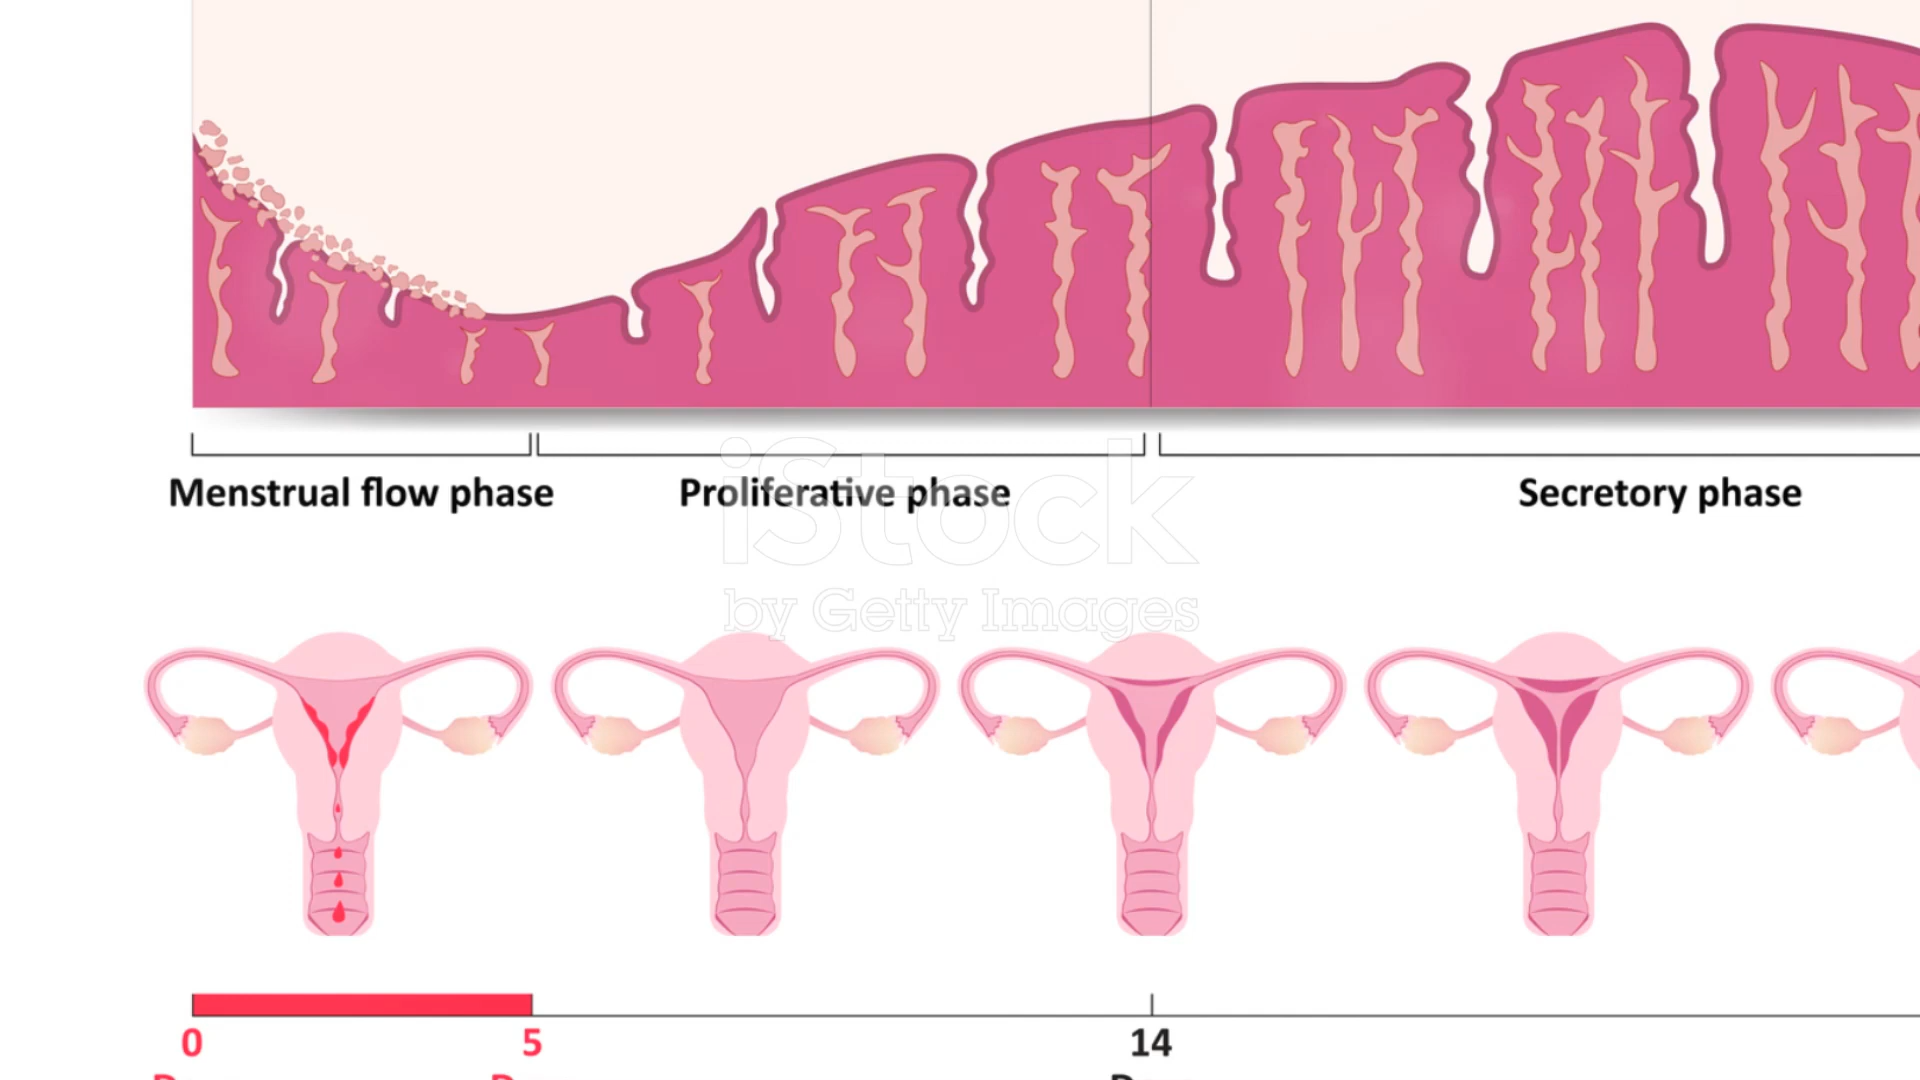 Menstrual flow phase
Proliferative phase
Secretory phase
iStock
by Getty Images
0
5
14